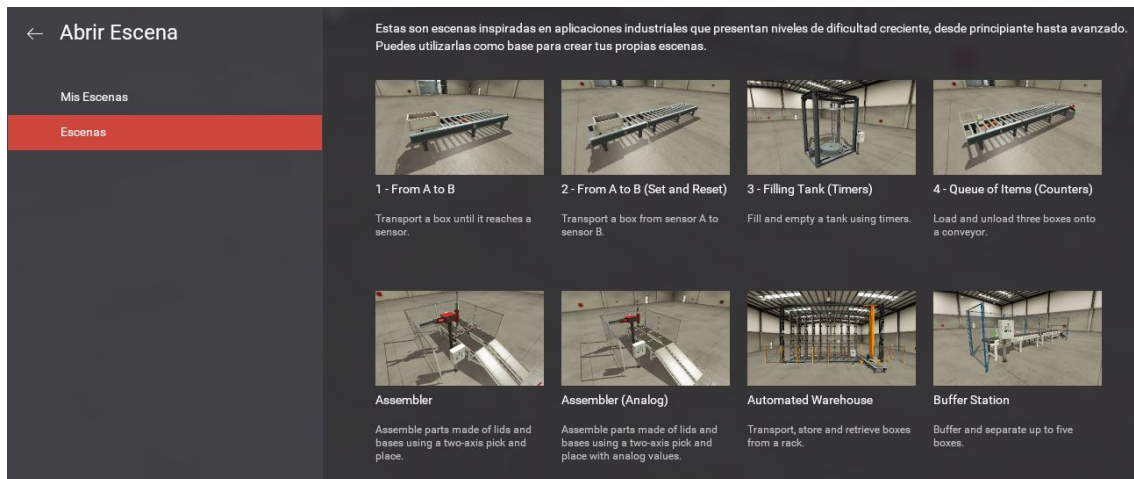 ← Abrir Escena
Mis Escenas
Escenas
Estas son escenas inspiradas en aplicaciones industriales que presentan niveles de dificultad creciente, desde principiante hasta avanzado.
Puedes utilizarlas como base para crear tus propias escenas.
1 - From A to B
Transport a box until it reaches a
sensor.
2 - From A to B (Set and Reset)
Transport a box from sensor A to
sensor B.
3 - Filling Tank (Timers)
Fill and empty a tank using timers.
4 - Queue of Items (Counters)
Load and unload three boxes onto
a conveyor.
Assembler
Assemble parts made of lids and
bases using a two-axis pick and
place.
Assembler (Analog)
Assemble parts made of lids and
bases using a two-axis pick and
place with analog values.
Automated Warehouse
Transport, store and retrieve boxes
from a rack.
Buffer Station
Buffer and separate up to five
boxes.